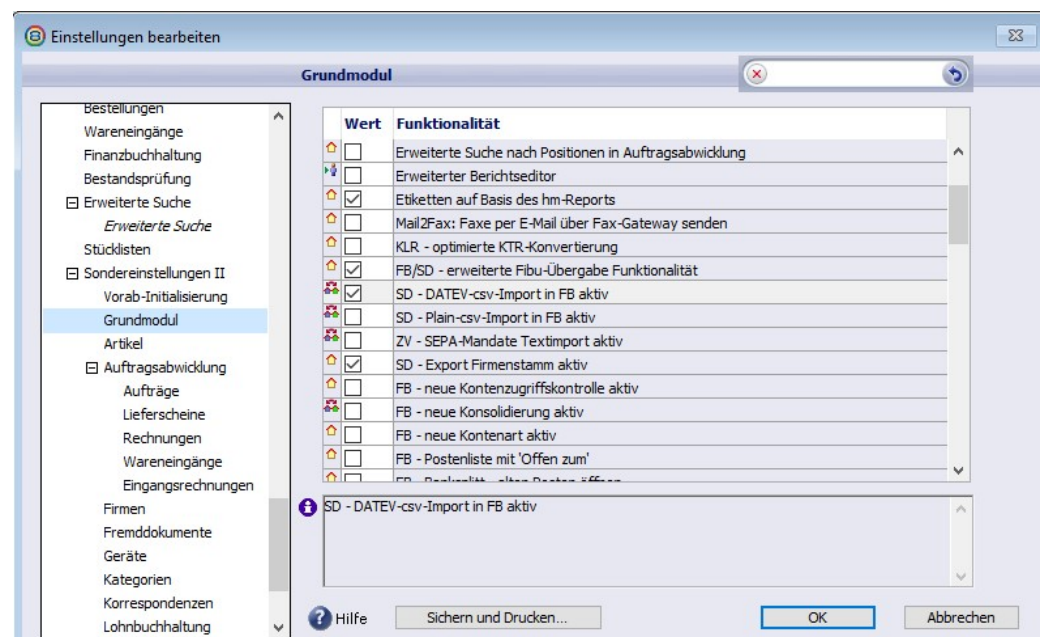 Einstellungen bearbeiten
Grundmodul
Bestellungen
Wareneingänge
Finanzbuchhaltung
Bestandsprüfung
Erweiterte Suche
Erweiterte Suche
Stücklisten
Sondereinstellungen II
Vorab-Initialisierung
Grundmodul
Artikel
Auftragsabwicklung
Aufträge
Lieferscheine
Rechnungen
Wareneingänge
Eingangsrechnungen
Firmen
Fremddokumente
Geräte
Kategorien
Korrespondenzen
Lohnbuchhaltung
Wert Funktionalität
Erweiterte Suche nach Positionen in Auftragsabwicklung
Erweiterter Berichtseditor
Etiketten auf Basis des hm-Reports
Mail2Fax: Faxe per E-Mail über Fax-Gateway senden
KLR - optimierte KTR-Konvertierung
FB/SD - erweiterte Fibu-Übergabe Funktionalität
SD - DATEV-csv-Import in FB aktiv
SD - Plain-csv-Import in FB aktiv
ZV - SEPA-Mandate Textimport aktiv
SD - Export Firmenstamm aktiv
FB - neue Kontenzugriffskontrolle aktiv
FB - neue Konsolidierung aktiv
FB - neue Kontenart aktiv
FB - Postenliste mit 'Offen zum'
SD - DATEV-csv-Import in FB aktiv
Hilfe
Sichern und Drucken...
OK
Abbrechen